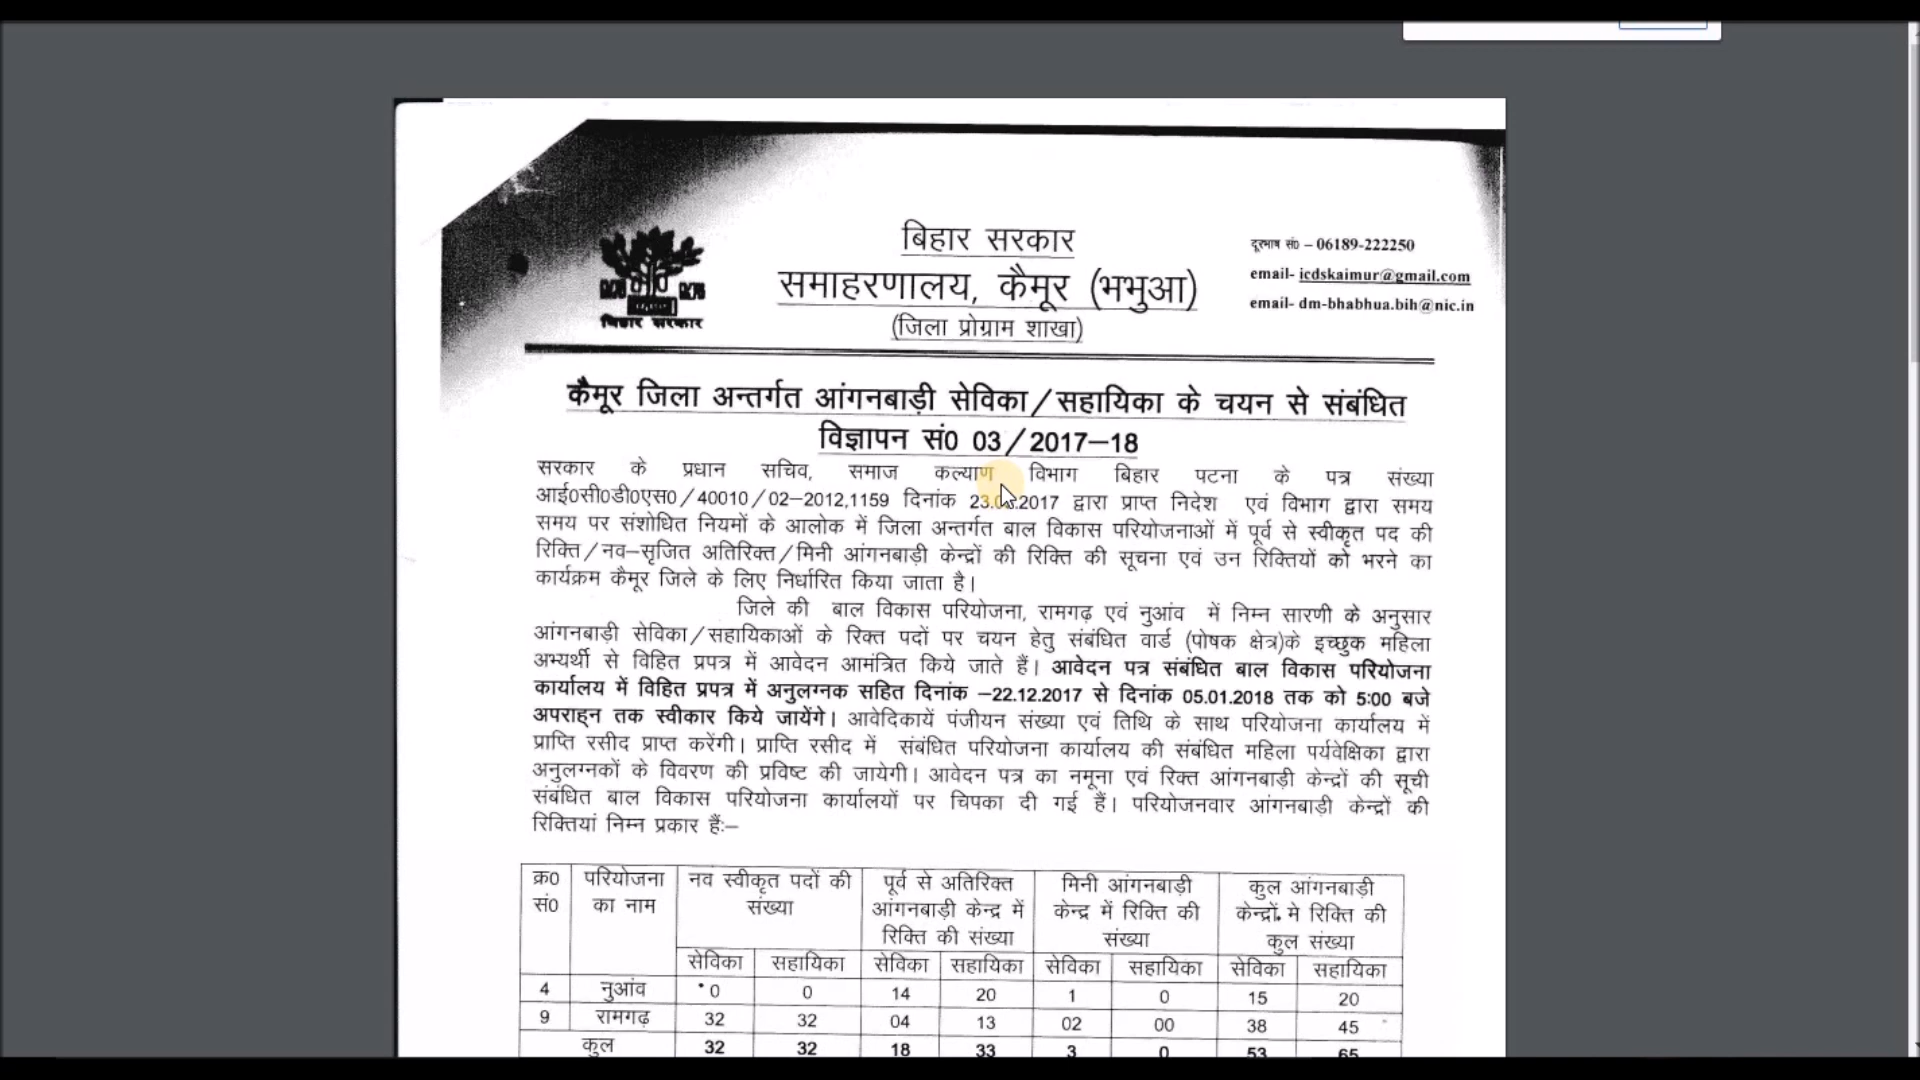 बिहार सरकार
बिहार सरकार
समाहरणालय, कैमूर (भभुआ)
(जिला प्रोग्राम शाखा)
दूरभाष सं० – 06189-222250
email- icdskaimur@gmail.com
email- dm-bhabhua.bih@nic.in
कैमूर जिला अन्तर्गत आंगनबाड़ी सेविका/सहायिका के चयन से संबंधित
विज्ञापन सं0 03/2017–18
सरकार के प्रधान सचिव, समाज कल्याण विभाग बिहार पटना के पत्र संख्या
आई0सी0डी0एस0/40010/02–2012,1159 दिनांक द्वारा प्राप्त निदेश एवं विभाग द्वारा समय
समय पर संशोधित नियमों के आलोक में जिला अन्तर्गत बाल विकास परियोजनाओं में पूर्व से स्वीकृत पद की
रिक्ति/नव–सृजित अतिरिक्त/मिनी आंगनबाड़ी केन्द्रों की रिक्ति की सूचना एवं उन रिक्तियों को भरने का
कार्यक्रम कैमूर जिले के लिए निर्धारित किया जाता है।
जिले की बाल विकास परियोजना, रामगढ़ एवं नुआंव में निम्न सारणी के अनुसार
आंगनबाड़ी सेविका/सहायिकाओं के रिक्त पदों पर चयन हेतु संबंधित वार्ड (पोषक क्षेत्र)के इच्छुक महिला
अभ्यर्थी से विहित प्रपत्र में आवेदन आमंत्रित किये जाते हैं। आवेदन पत्र संबंधित बाल विकास परियोजना
कार्यालय में विहित प्रपत्र में अनुलग्नक सहित दिनांक –22.12.2017 से दिनांक 05.01.2018 तक को 5:00 बजे
अपराह्न तक स्वीकार किये जायेंगे। आवेदिकायें पंजीयन संख्या एवं तिथि के साथ परियोजना कार्यालय में
प्राप्ति रसीद प्राप्त करेंगी। प्राप्ति रसीद में संबंधित परियोजना कार्यालय की संबंधित महिला पर्यवेक्षिका द्वारा
अनुलग्नकों के विवरण की प्रविष्ट की जायेगी। आवेदन पत्र का नमूना एवं रिक्त आंगनबाड़ी केन्द्रों की सूची
संबंधित बाल विकास परियोजना कार्यालयों पर चिपका दी गई हैं। परियोजनवार आंगनबाड़ी केन्द्रों की
रिक्तियां निम्न प्रकार हैं:–
क्र0 सं0 परियोजना का नाम नव स्वीकृत पदों की संख्या पूर्व से अतिरिक्त आंगनबाड़ी केन्द्र में रिक्ति की संख्या मिनी आंगनबाड़ी केन्द्र में रिक्ति की संख्या कुल आंगनबाड़ी केन्द्रों मे रिक्ति की कुल संख्या
सेविका सहायिका सेविका सहायिका सेविका सहायिका सेविका सहायिका
4 नुआंव 0 0 14 20 1 0 15 20
9 रामगढ़ 32 32 04 13 02 00 38 45
कुल 32 32 18 33 3 0 53 65